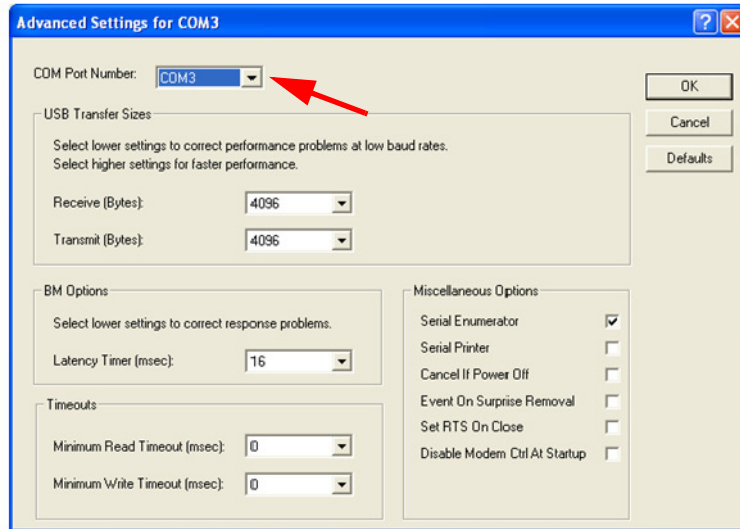 Advanced Settings for COM3
COM Port Number: COM3
OK
Cancel
Defaults
USB Transfer Sizes
Select lower settings to correct performance problems at low baud rates.
Select higher settings for faster performance.
Receive (Bytes): 4096
Transmit (Bytes): 4096
BM Options
Select lower settings to correct response problems.
Latency Timer (msec): 16
Timeouts
Minimum Read Timeout (msec): 0
Minimum Write Timeout (msec): 0
Miscellaneous Options
Serial Enumerator
Serial Printer
Cancel If Power Off
Event On Surprise Removal
Set RTS On Close
Disable Modem Ctrl At Startup